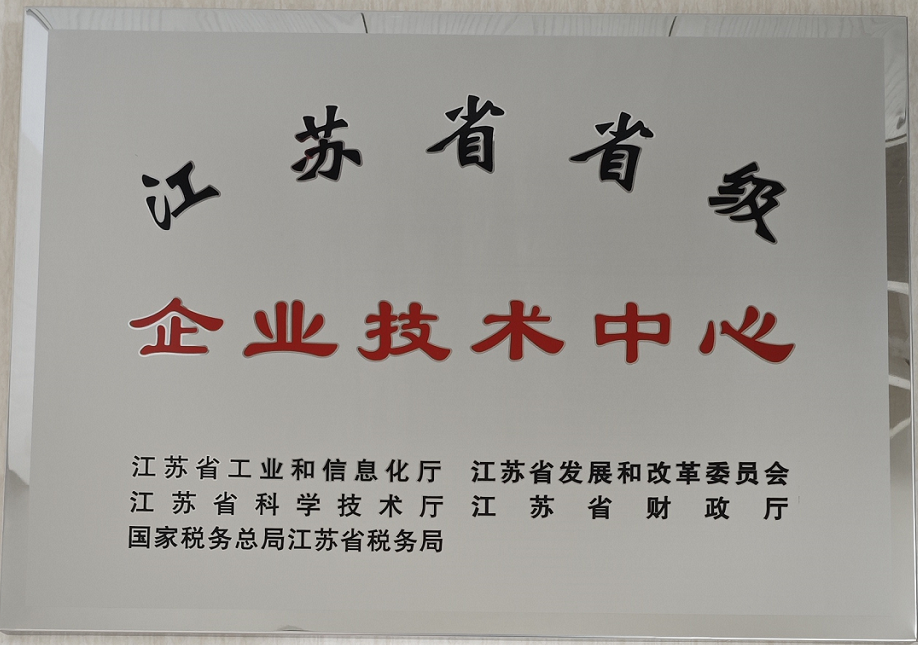 江苏省省级
企业技术中心
江苏省工业和信息化厅 江苏省发展和改革委员会
江苏省科学技术厅 江苏省财政厅
国家税务总局江苏省税务局